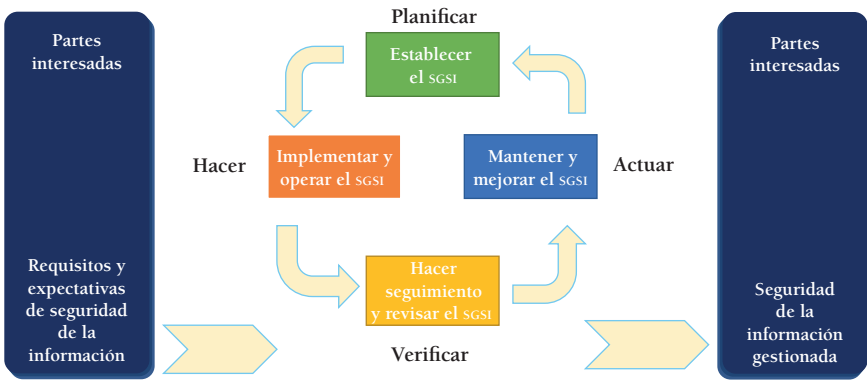 Partes
interesadas
Requisitos y
expectativas
de seguridad
de la
información
Planificar
Establecer
el SGSI
Hacer
Implementar y
operar el SGSI
Mantener y
mejorar el SGSI
Actuar
Hacer
seguimiento
y revisar el SGSI
Verificar
Partes
interesadas
Seguridad
de la
información
gestionada